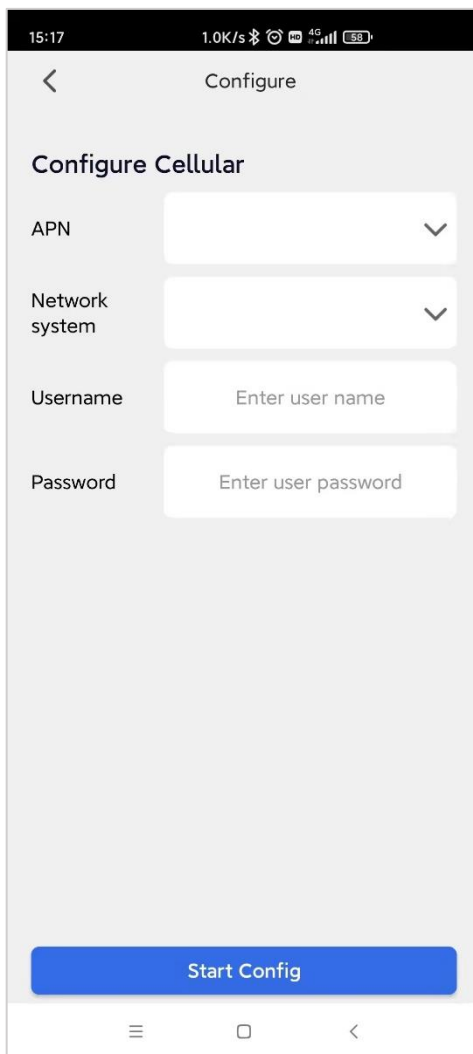 15:17 1.0K/s HD 4G 58
Configure
Configure Cellular
APN
Network
system
Username Enter user name
Password Enter user password
Start Config